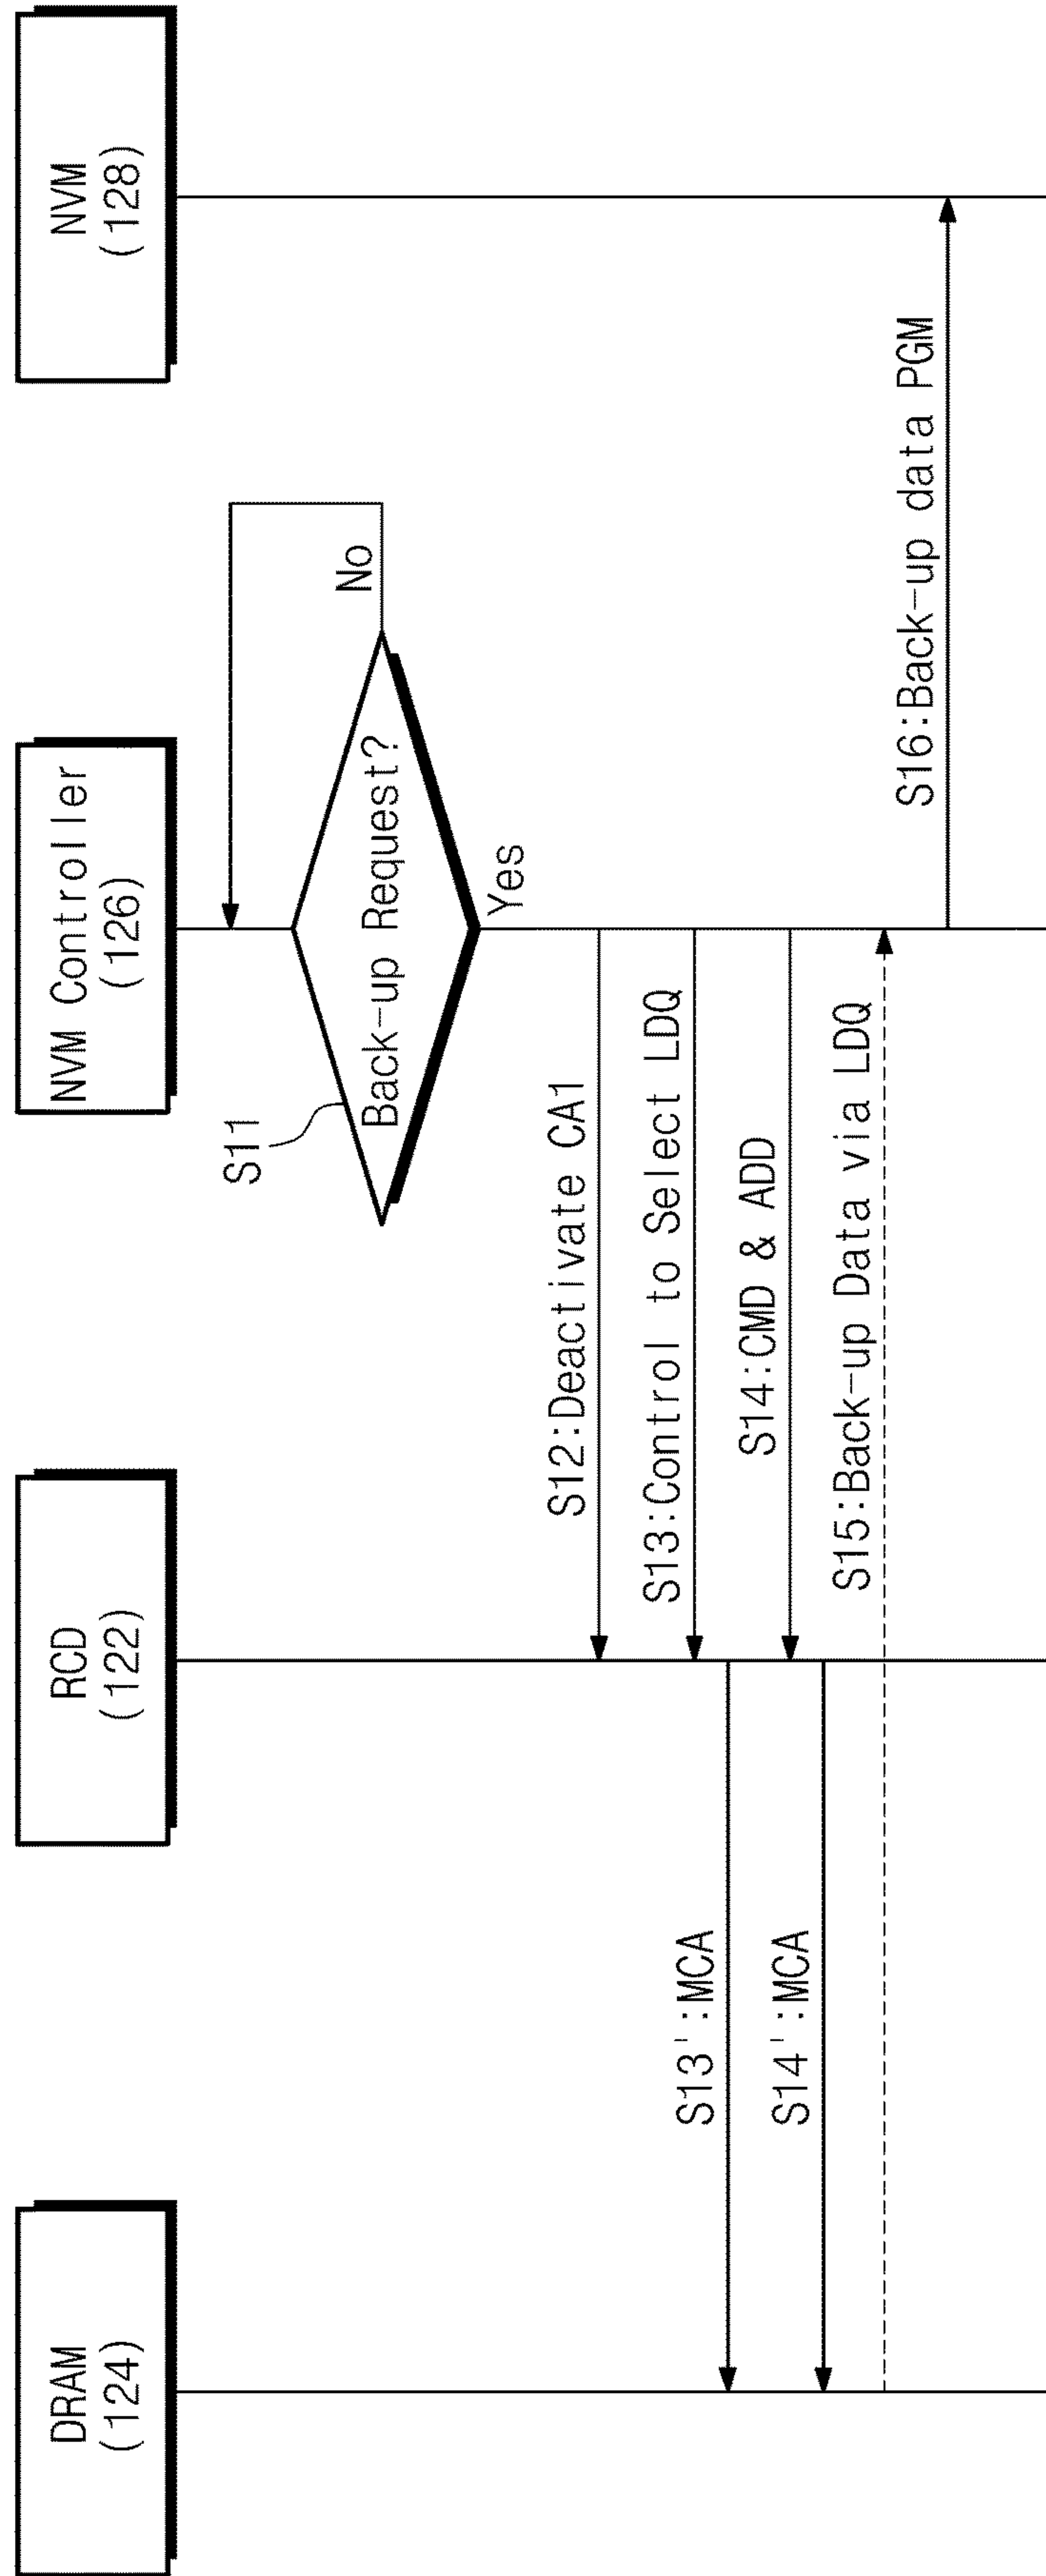 DRAM
(124)
RCD
(122)
NVM Controller
(126)
NVM
(128)
S11
Back-up Request?
No
Yes
S12:Deactivate CA1
S13:Control to Select LDQ
S13':MCA
S14:CMD & ADD
S14':MCA
S15:Back-up Data via LDQ
S16:Back-up data PGM